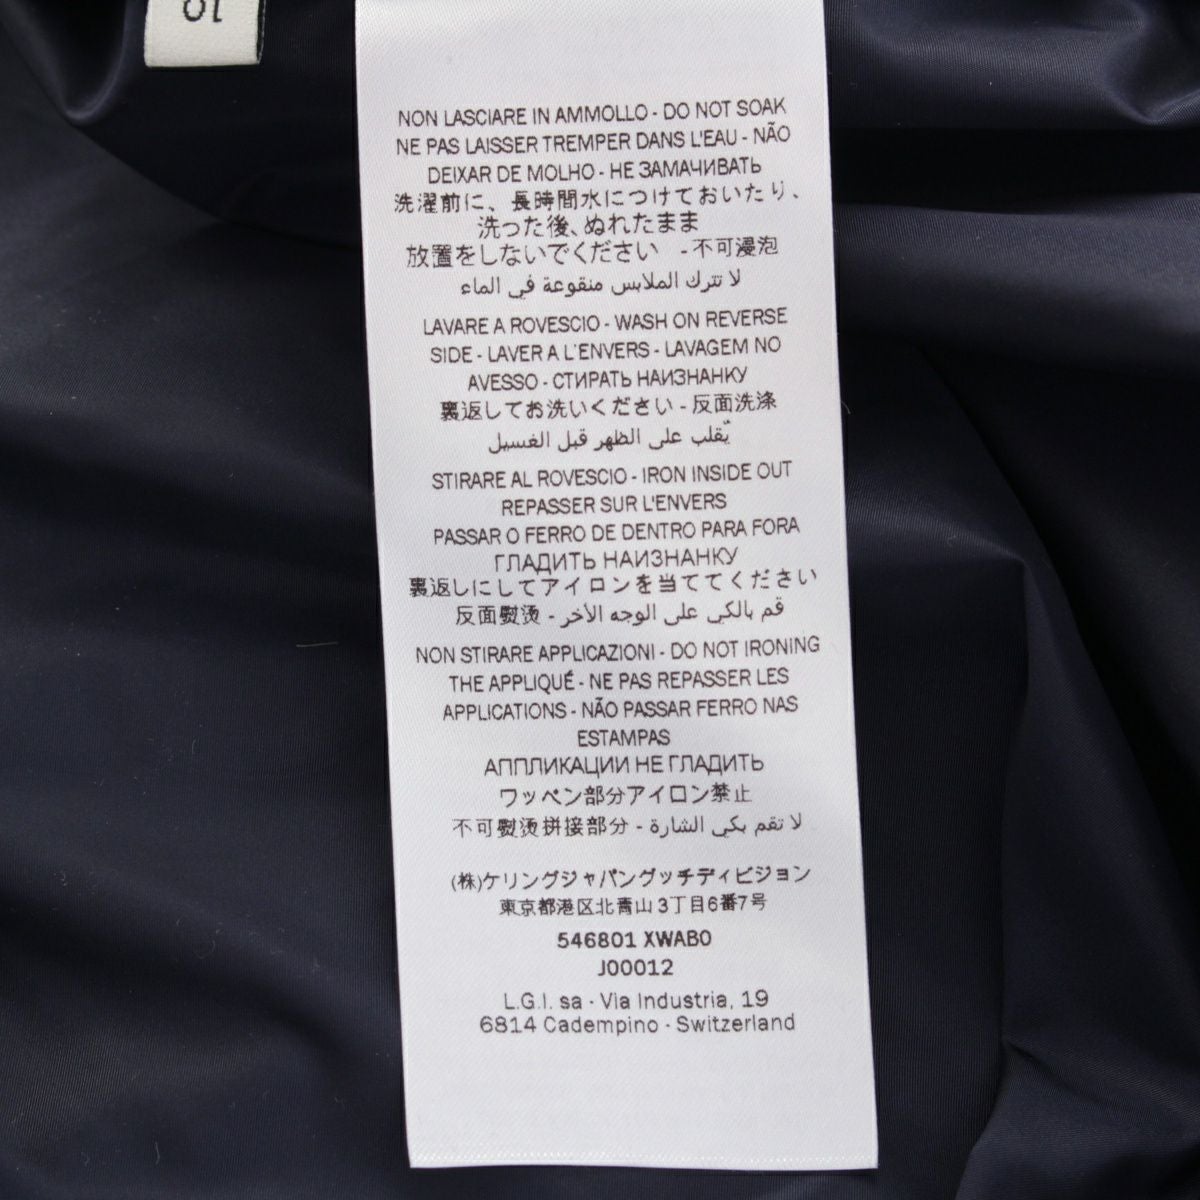 10
NON LASCIARE IN AMMOLLO - DO NOT SOAK
NE PAS LAISSER TREMPER DANS L'EAU - NÃO
DEIXAR DE MOLHO - НЕ ЗАМАЧИВАТЬ
洗濯前に、長時間水につけておいたり、
洗った後、ぬれたまま
放置をしないでください - 不可浸泡
لا تترك الملابس منقوعة في الماء
LAVARE A ROVESCIO - WASH ON REVERSE
SIDE - LAVER A L'ENVERS - LAVAGEM NO
AVESSO - СТИРАТЬ НАИЗНАНКУ
裏返してお洗いください - 反面洗涤
يُقلب على الظهر قبل الغسيل
STIRARE AL ROVESCIO - IRON INSIDE OUT
REPASSER SUR L'ENVERS
PASSAR O FERRO DE DENTRO PARA FORA
ГЛАДИТЬ НАИЗНАНКУ
裏返しにしてアイロンを当ててください
反面熨烫 - قم بالكي على الوجه الآخر
NON STIRARE APPLICAZIONI - DO NOT IRONING
THE APPLIQUÉ - NE PAS REPASSER LES
APPLICATIONS - NÃO PASSAR FERRO NAS
ESTAMPAS
АППЛИКАЦИИ НЕ ГЛАДИТЬ
ワッペン部分アイロン禁止
不可熨烫拼接部分 - لا تقم بكي الشارة
(株)ケリングジャパングッチディビジョン
東京都港区北青山3丁目6番7号
546801 XWABO
J00012
L.G.I. sa - Via Industria, 19
6814 Cadempino - Switzerland